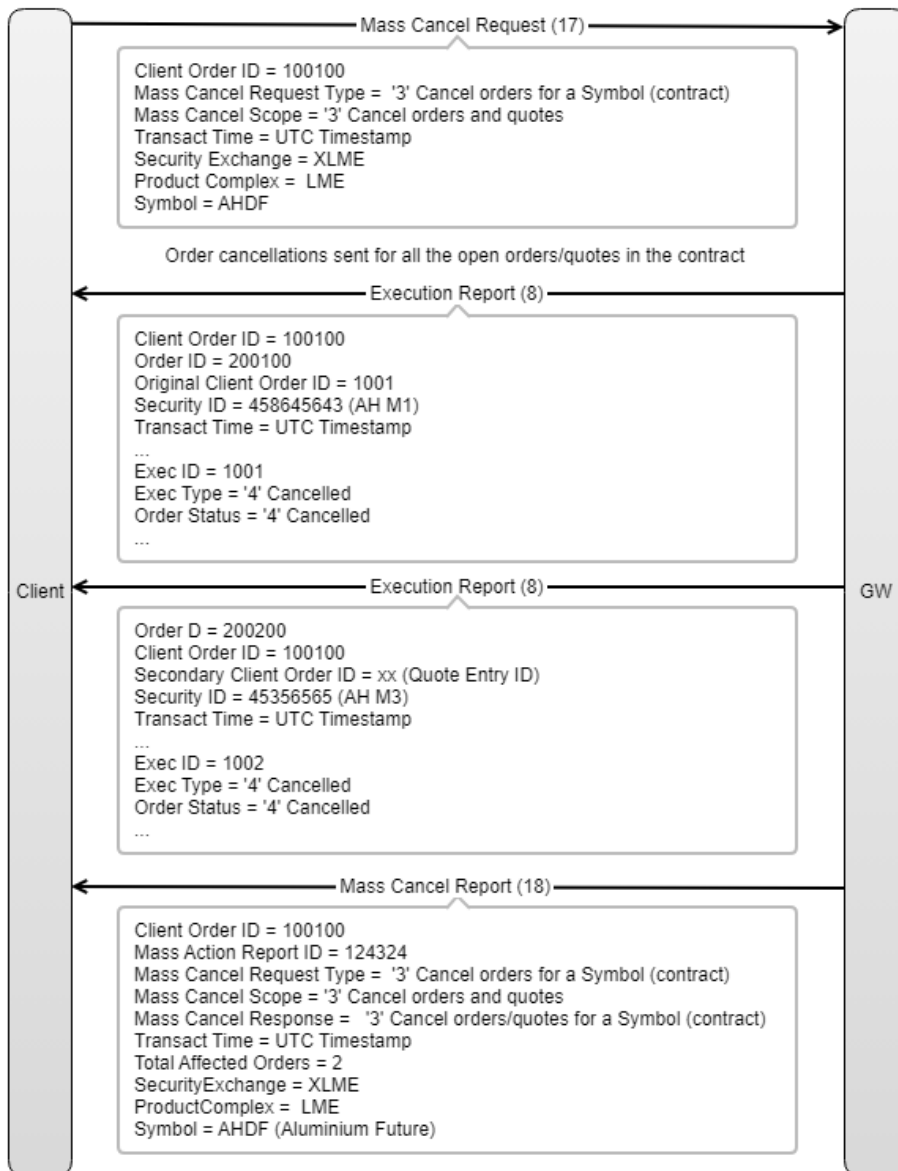 Mass Cancel Request (17)
Client Order ID = 100100
Mass Cancel Request Type =  '3' Cancel orders for a Symbol (contract)
Mass Cancel Scope = '3' Cancel orders and quotes
Transact Time = UTC Timestamp
Security Exchange = XLME
Product Complex =  LME
Symbol = AHDF
Order cancellations sent for all the open orders/quotes in the contract
Execution Report (8)
Client Order ID = 100100
Order ID = 200100
Original Client Order ID = 1001
Security ID = 458645643 (AH M1)
Transact Time = UTC Timestamp
...
Exec ID = 1001
Exec Type = '4' Cancelled
Order Status = '4' Cancelled
...
Client
Execution Report (8)
GW
Order D = 200200
Client Order ID = 100100
Secondary Client Order ID = xx (Quote Entry ID)
Security ID = 45356565 (AH M3)
Transact Time = UTC Timestamp
...
Exec ID = 1002
Exec Type = '4' Cancelled
Order Status = '4' Cancelled
...
Mass Cancel Report (18)
Client Order ID = 100100
Mass Action Report ID = 124324
Mass Cancel Request Type =  '3' Cancel orders for a Symbol (contract)
Mass Cancel Scope = '3' Cancel orders and quotes
Mass Cancel Response =   '3' Cancel orders/quotes for a Symbol (contract)
Transact Time = UTC Timestamp
Total Affected Orders = 2
SecurityExchange = XLME
ProductComplex =  LME
Symbol = AHDF (Aluminium Future)